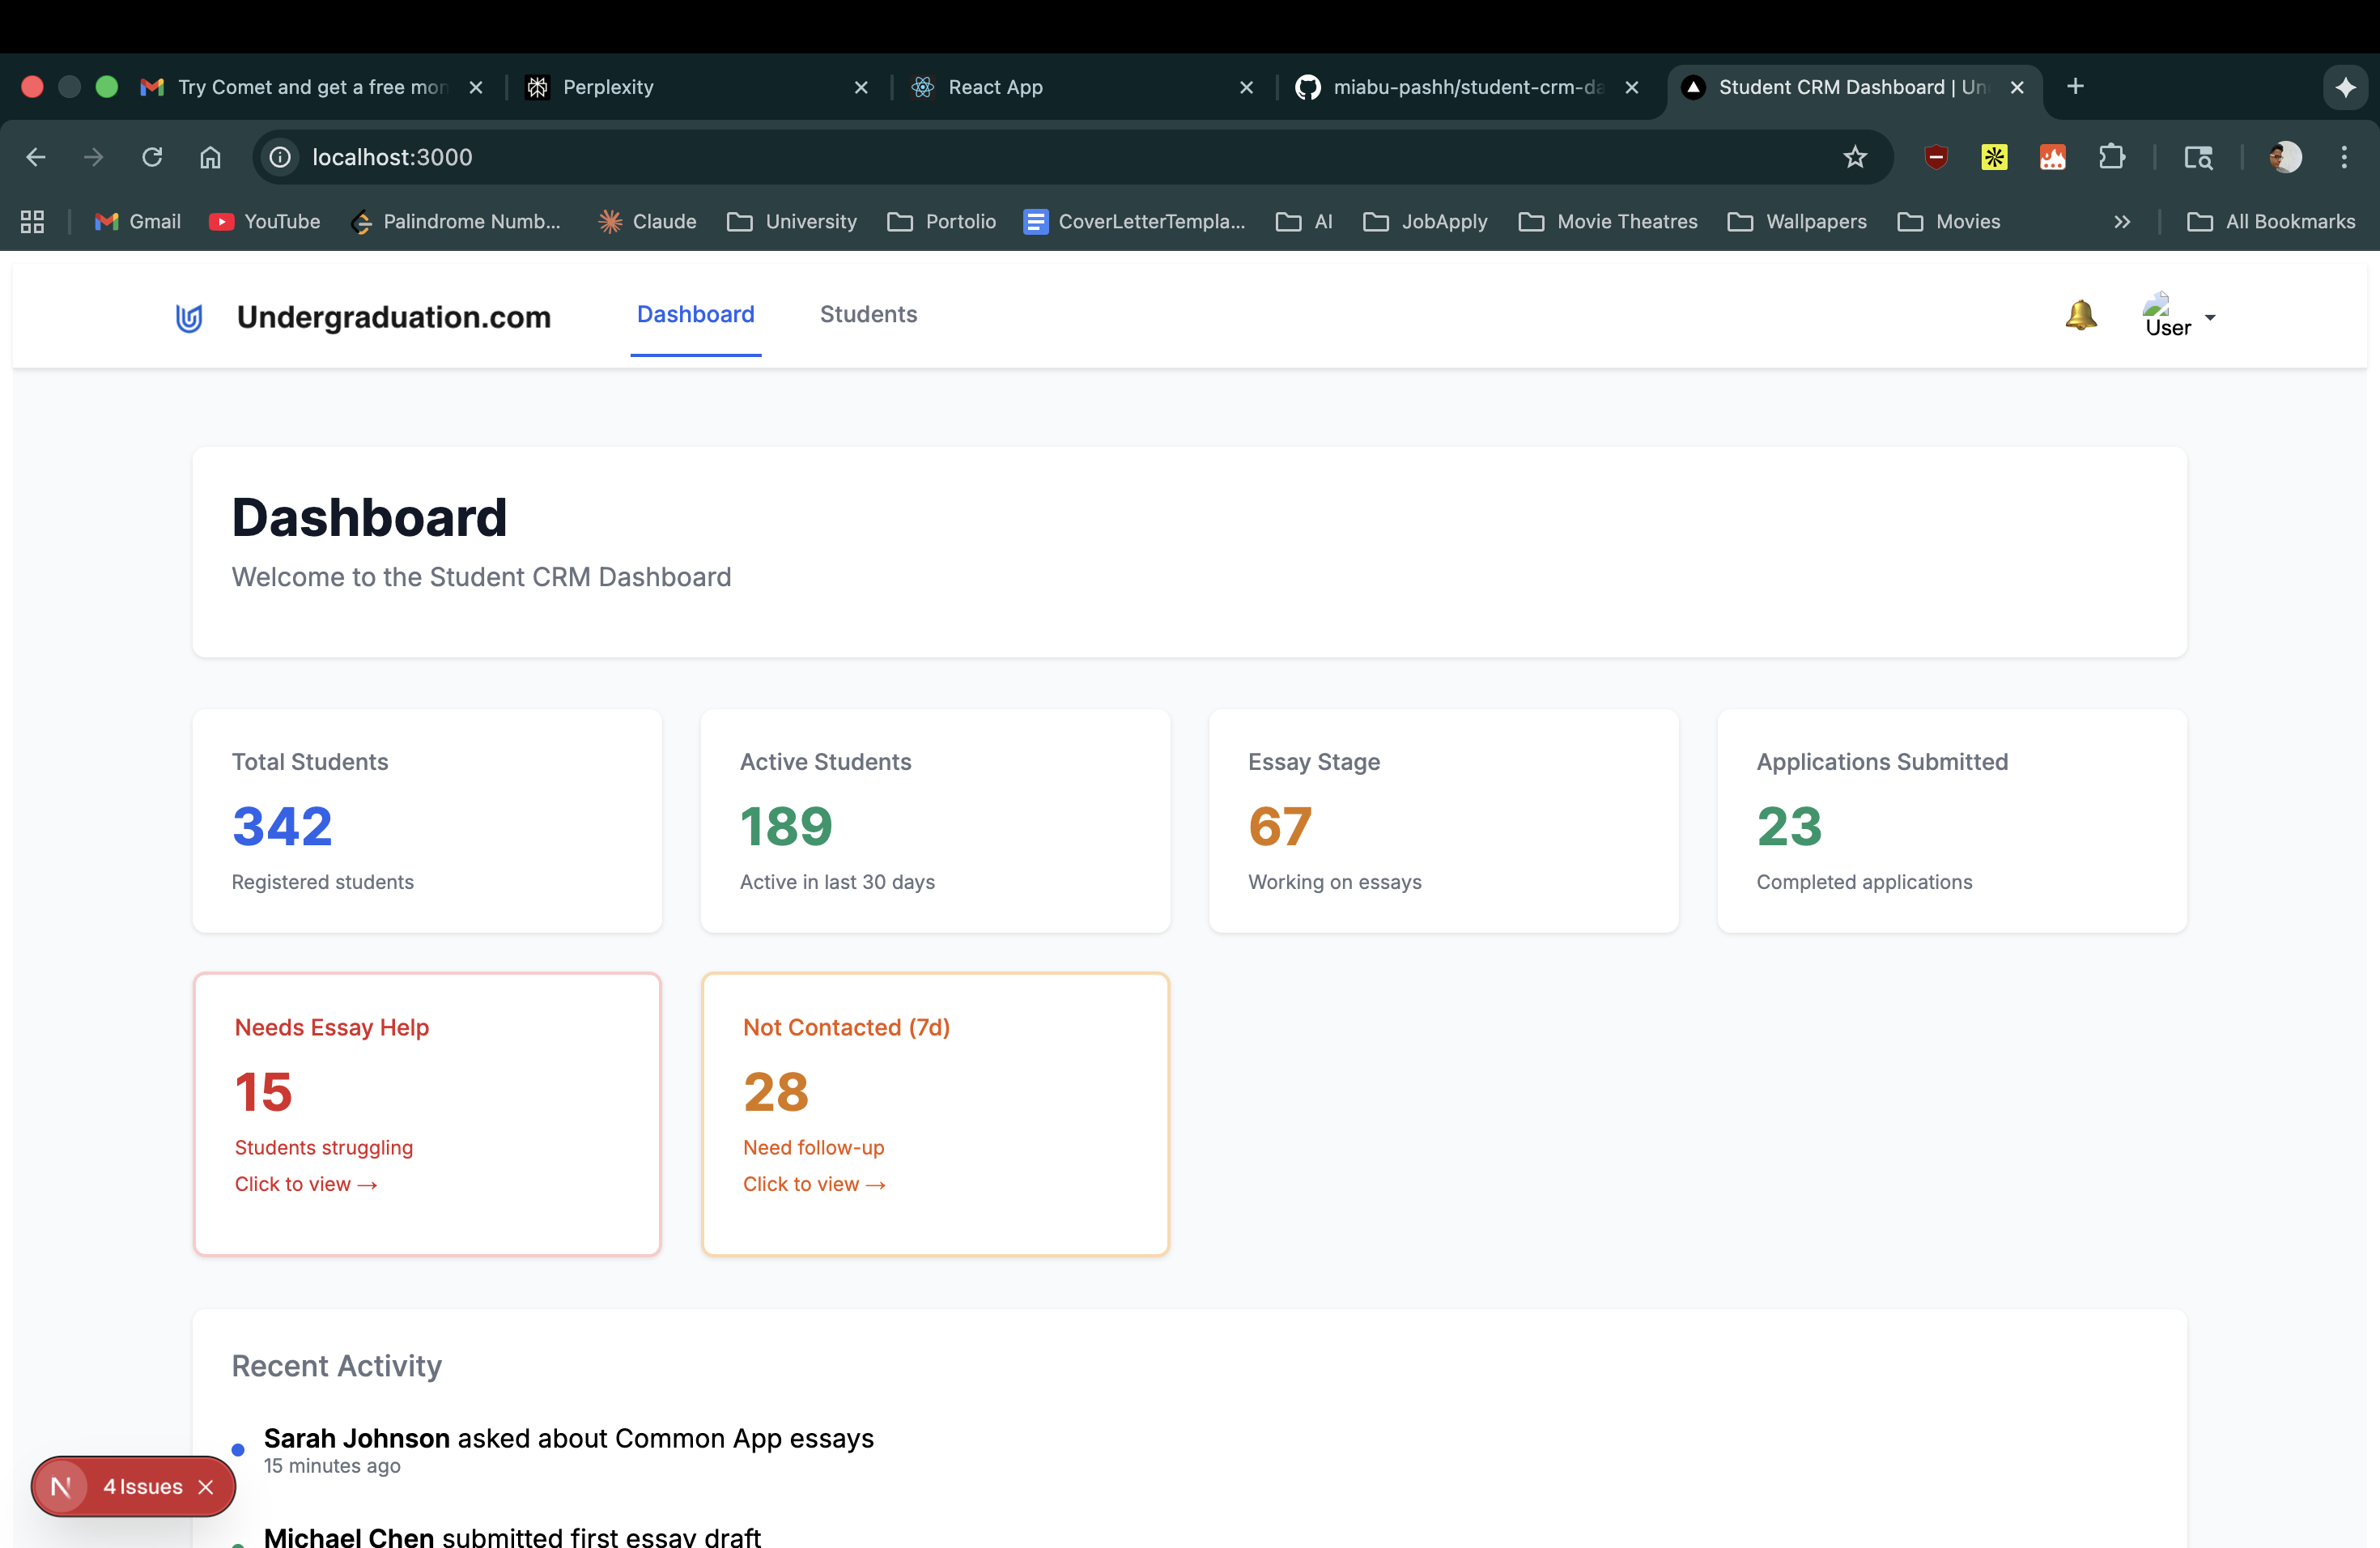 Try Comet and get a free mon
Perplexity
React App
miabu-pashh/student-crm-da
Student CRM Dashboard | Un
localhost:3000
Gmail
YouTube
Palindrome Numb...
Claude
University
Portolio
CoverLetterTempla...
AI
JobApply
Movie Theatres
Wallpapers
Movies
All Bookmarks
Undergraduation.com
Dashboard
Students
User
Dashboard
Welcome to the Student CRM Dashboard
Total Students
342
Registered students
Active Students
189
Active in last 30 days
Essay Stage
67
Working on essays
Applications Submitted
23
Completed applications
Needs Essay Help
15
Students struggling
Click to view →
Not Contacted (7d)
28
Need follow-up
Click to view →
Recent Activity
Sarah Johnson asked about Common App essays
15 minutes ago
N 4 Issues
Michael Chen submitted first essay draft